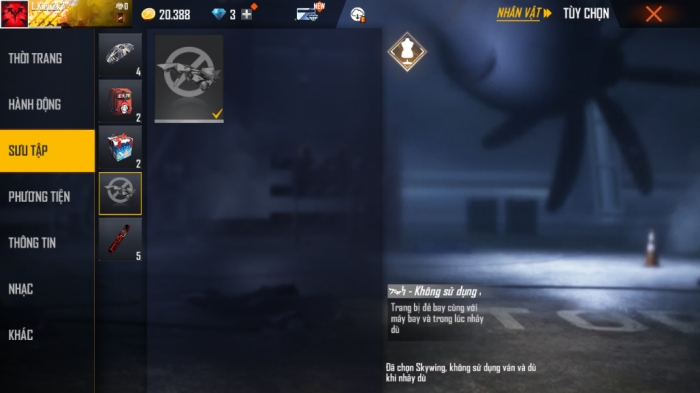 20.388
3
NEW
NHÂN VẬT
TÙY CHỌN
THỜI TRANG
HÀNH ĐỘNG
SƯU TẬP
PHƯƠNG TIỆN
THÔNG TIN
NHẠC
KHÁC
4
2
2
5
- Không sử dụng
Trang bị để bay cùng với
máy bay và trong lúc nhảy
dù
Đã chọn Skywing, không sử dụng ván và dù
khi nhảy dù